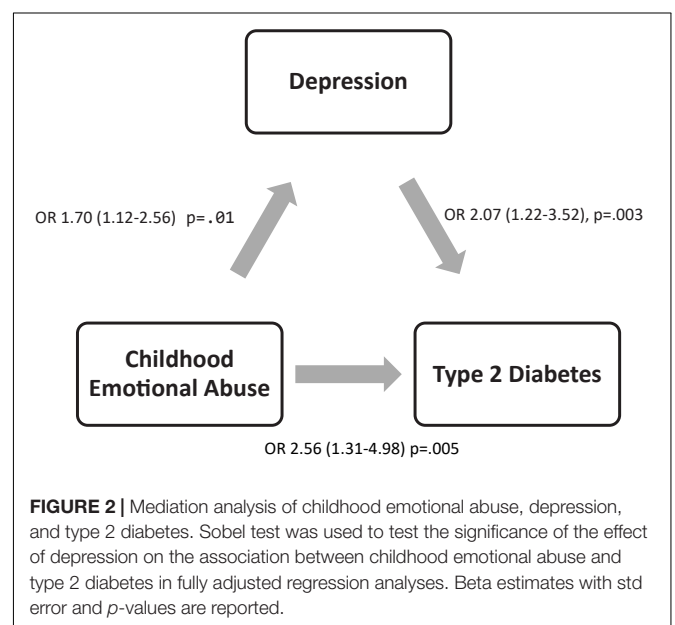 Depression
OR 1.70 (1.12-2.56) p=.01
OR 2.07 (1.22-3.52), p=.003
Childhood
Emotional Abuse
Type 2 Diabetes
OR 2.56 (1.31-4.98) p=.005
FIGURE 2 | Mediation analysis of childhood emotional abuse, depression,
and type 2 diabetes. Sobel test was used to test the significance of the effect
of depression on the association between childhood emotional abuse and
type 2 diabetes in fully adjusted regression analyses. Beta estimates with std
error and p-values are reported.